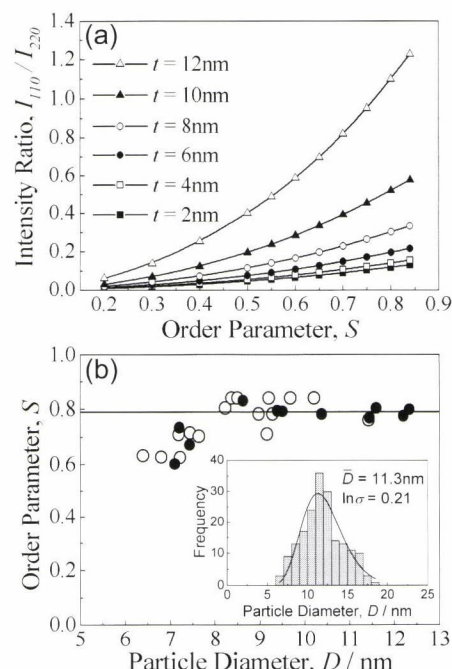 (a)
Intensity Ratio, I110/I220
1.4
1.2
1.0
0.8
0.6
0.4
0.2
0.0
t = 12nm
t = 10nm
t = 8nm
t = 6nm
t = 4nm
t = 2nm
0.2 0.3 0.4 0.5 0.6 0.7 0.8 0.9
Order Parameter, S
(b)
Order Parameter, S
1.0
0.8
0.6
0.4
0.2
0.0
Frequency
40
30
20
10
0
D̅ = 11.3nm
lnσ = 0.21
0 5 10 15 20 25
Particle Diameter, D / nm
5 6 7 8 9 10 11 12 13
Particle Diameter, D / nm